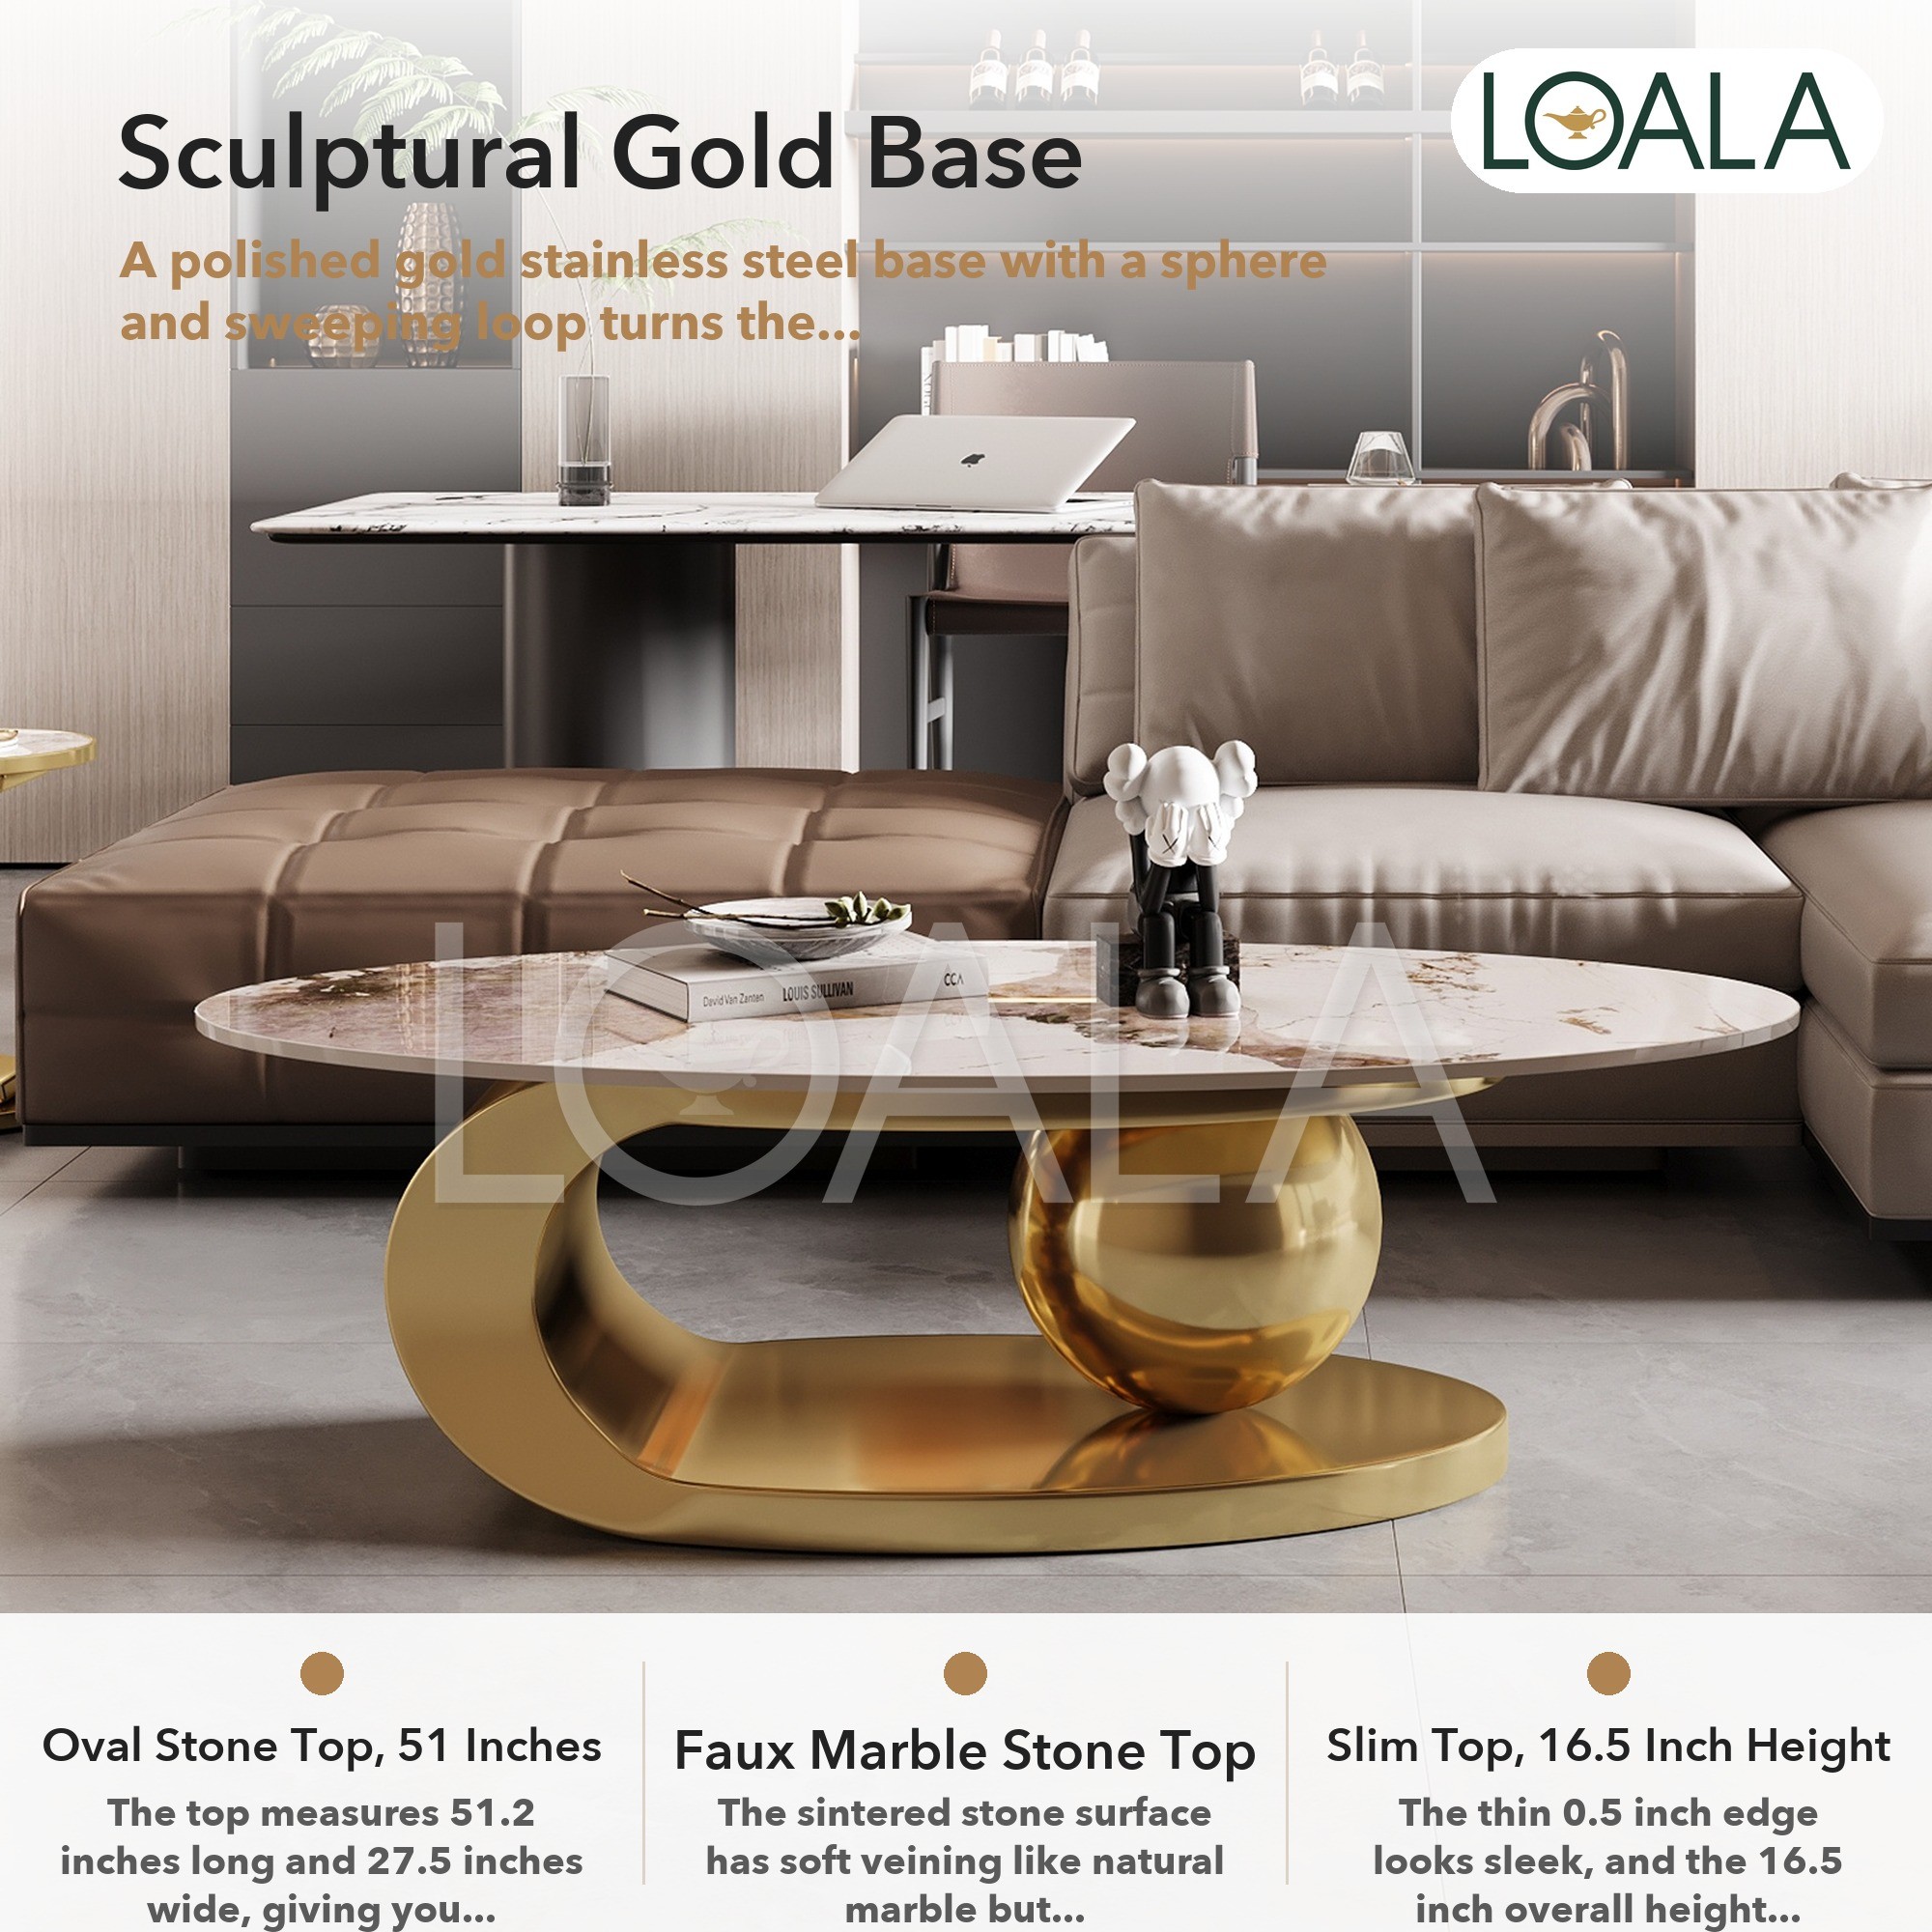 LOALA
Sculptural Gold Base
A polished gold stainless steel base with a sphere
and sweeping loop turns the...
David Van Zanten LOUIS SULLIVAN CCA
LOALA
Oval Stone Top, 51 Inches
The top measures 51.2
inches long and 27.5 inches
wide, giving you...
Faux Marble Stone Top
The sintered stone surface
has soft veining like natural
marble but...
Slim Top, 16.5 Inch Height
The thin 0.5 inch edge
looks sleek, and the 16.5
inch overall height...